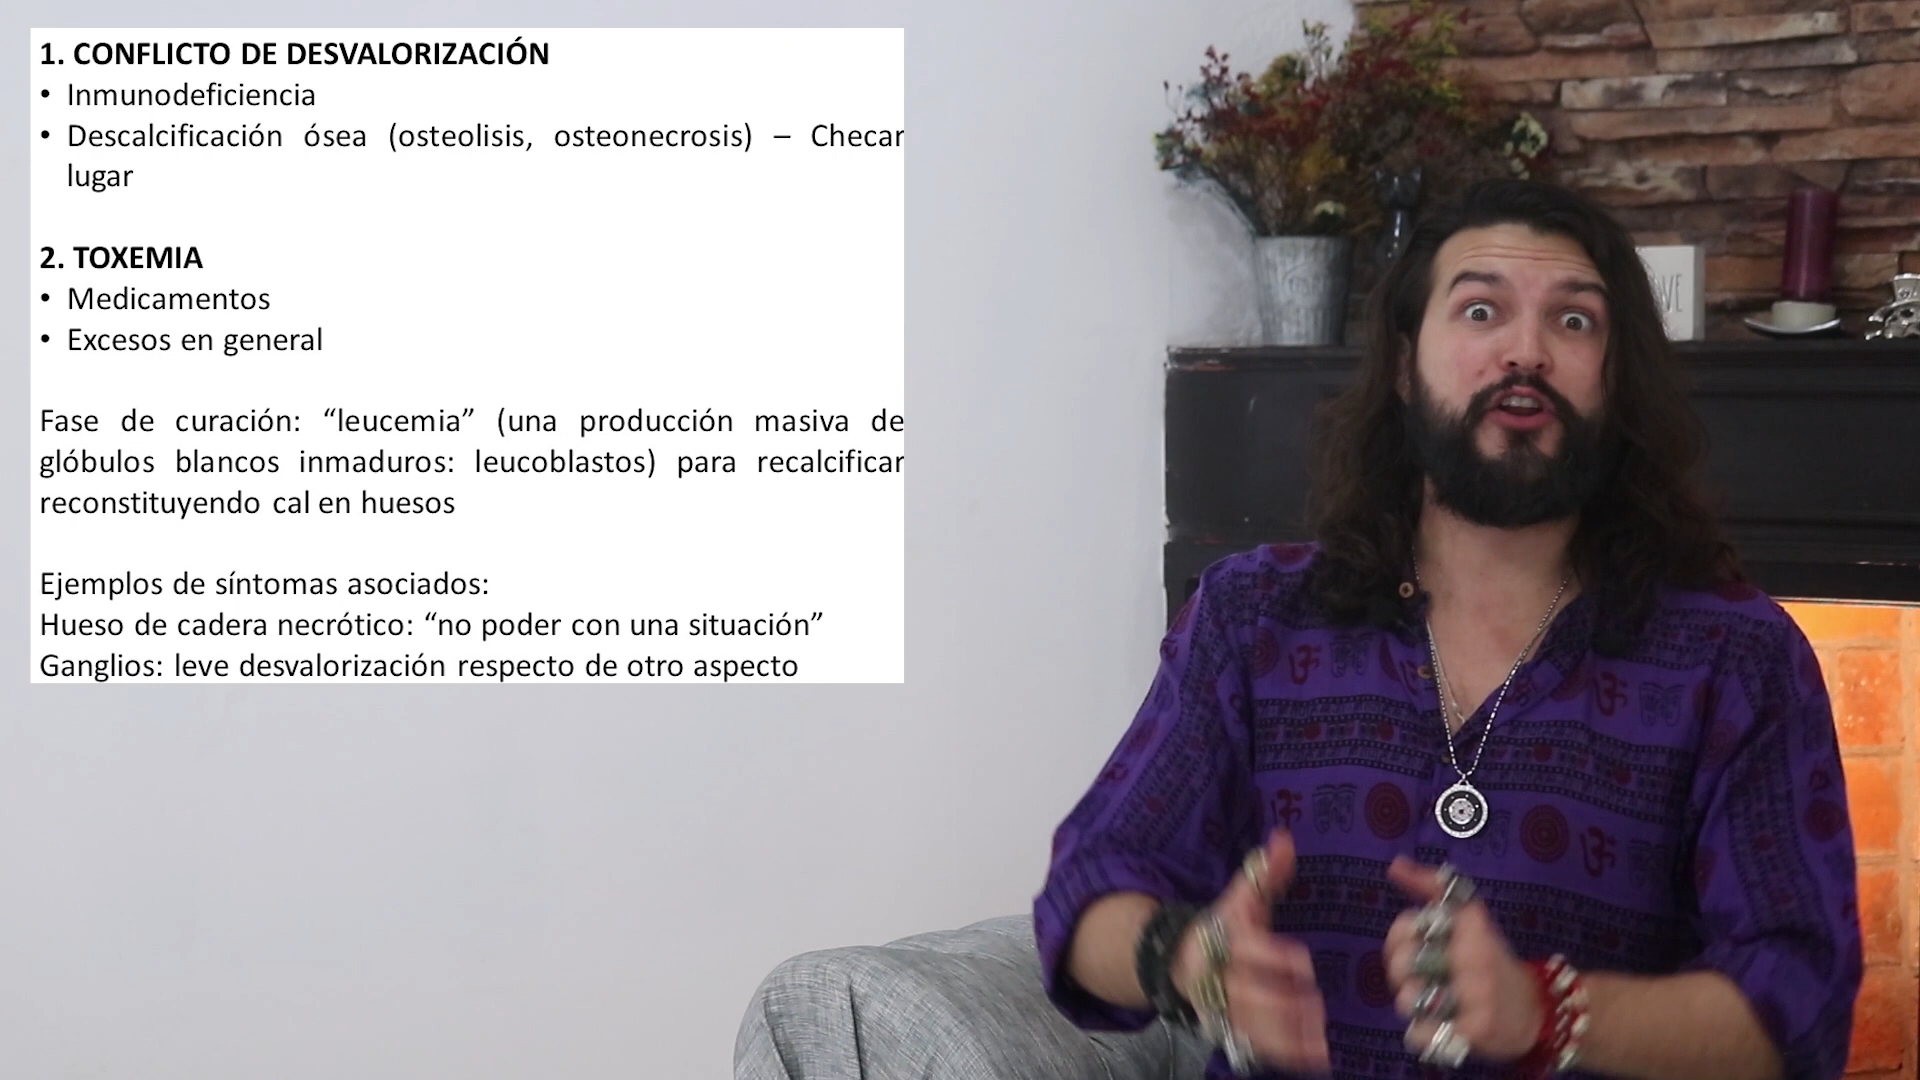 1. CONFLICTO DE DESVALORIZACIÓN
• Inmunodeficiencia
• Descalcificación ósea (osteolisis, osteonecrosis) – Checar
lugar
2. TOXEMIA
• Medicamentos
• Excesos en general
Fase de curación: “leucemia” (una producción masiva de
glóbulos blancos inmaduros: leucoblastos) para recalcificar
reconstituyendo cal en huesos
Ejemplos de síntomas asociados:
Hueso de cadera necrótico: “no poder con una situación”
Ganglios: leve desvalorización respecto de otro aspecto